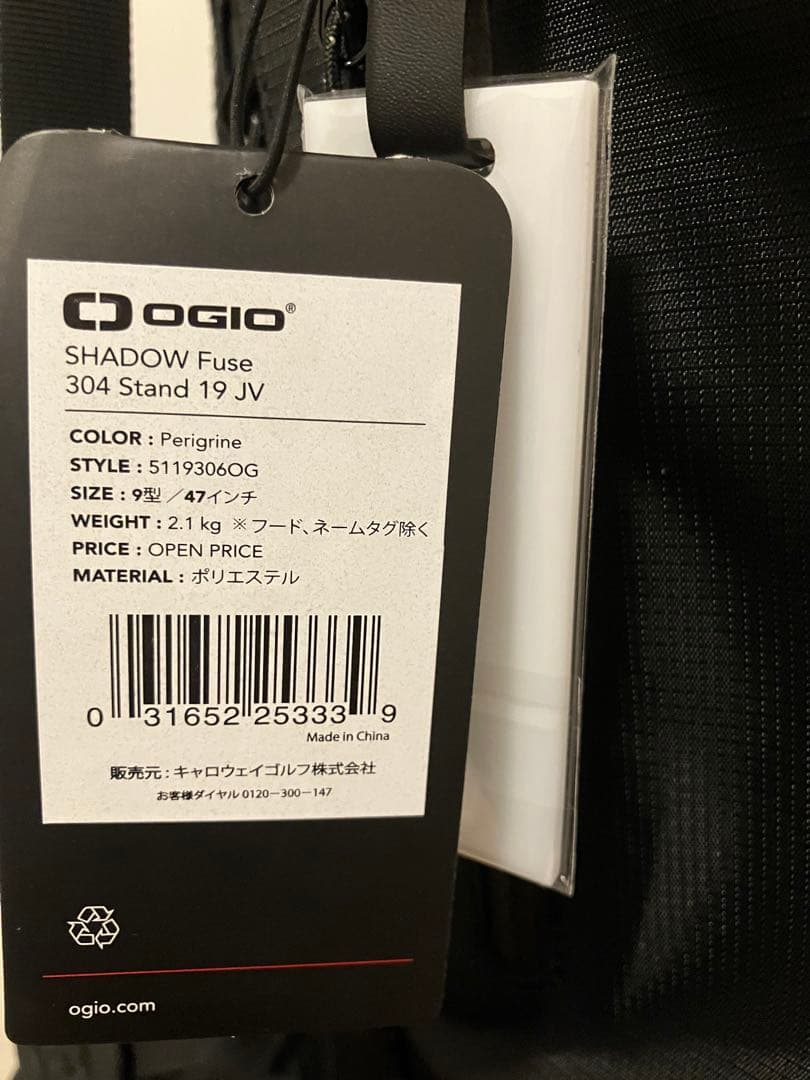 OGIO®
SHADOW Fuse
304 Stand 19 JV
COLOR : Perigrine
STYLE : 5119306OG
SIZE : 9型／47インチ
WEIGHT : 2.1 kg ※フード、ネームタグ除く
PRICE : OPEN PRICE
MATERIAL : ポリエステル
0 31652 25333 9
Made in China
販売元 : キャロウェイゴルフ株式会社
お客様ダイヤル 0120-300-147
ogio.com